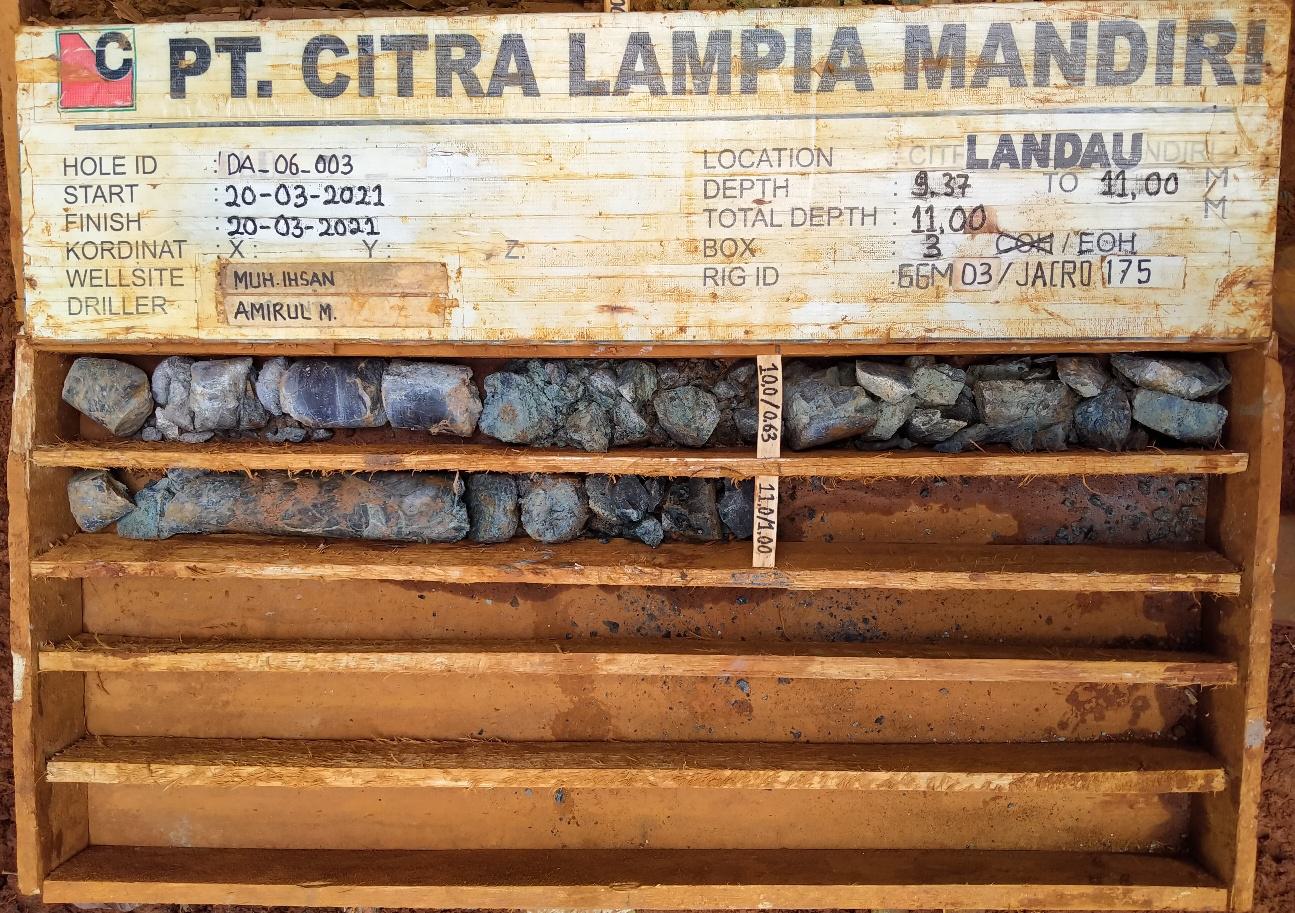 C PT. CITRA LAMPIA MANDIRI
HOLE ID : DA_06_003
START : 20-03-2021
FINISH : 20-03-2021
KORDINAT X : Y : Z.
WELLSITE MUH.IHSAN
DRILLER AMIRUL M.
LOCATION : LANDAU
DEPTH : 9.37 TO 11,00 M
TOTAL DEPTH : 11,00 M
BOX : 3 COH / EOH
RIG ID : GGM 03 / JACRO 175
10.0/0.63
11.0/1.00